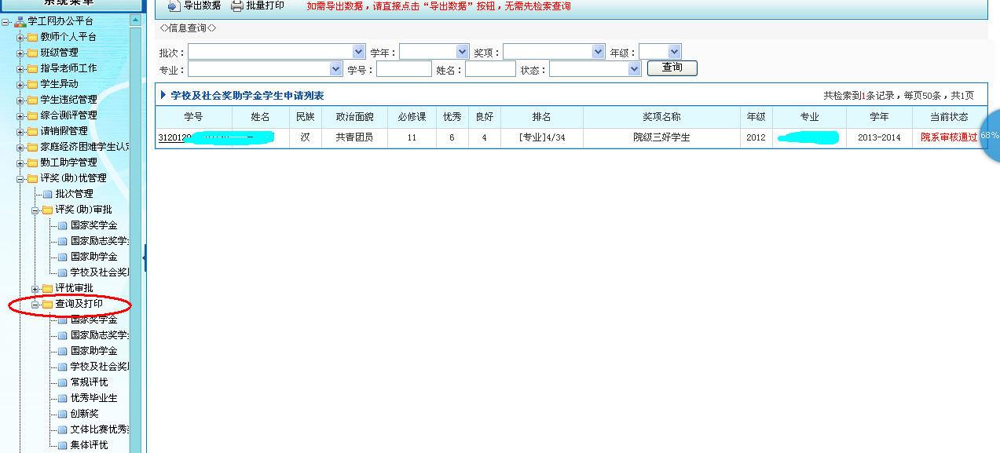 系统菜单
学工网办公平台
教师个人平台
班级管理
指导老师工作
学生异动
学生违纪管理
综合测评管理
请销假管理
家庭经济困难学生认定
勤工助学管理
评奖(助)优管理
批次管理
评奖(助)审批
国家奖学金
国家励志奖学金
国家助学金
学校及社会奖
评优审批
查询及打印
国家奖学金
国家励志奖学金
国家助学金
学校及社会奖
常规评优
优秀毕业生
创新奖
文体比赛优秀
集体评优
导出数据 批量打印 如需导出数据，请直接点击“导出数据”按钮，无需先检索查询
◇信息查询◇
批次： 学年： 奖项： 年级：
专业： 学号： 姓名： 状态： 查询
学校及社会奖助学金学生申请列表 共检索到1条记录，每页50条，共1页
学号 姓名 民族 政治面貌 必修课 优秀 良好 排名 奖项名称 年级 专业 学年 当前状态
312012 汉 共青团员 11 6 4 [专业]4/34 院级三好学生 2012 2013-2014 院系审核通过
68%